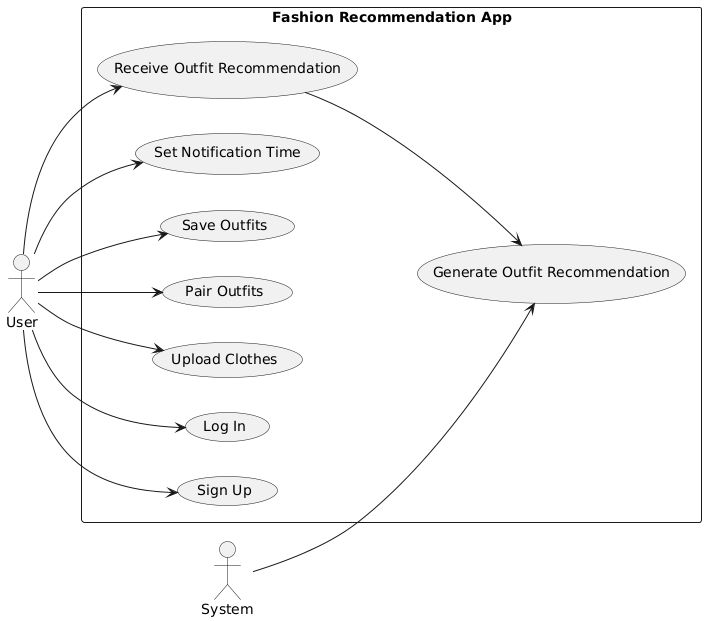 Fashion Recommendation App
Receive Outfit Recommendation
Set Notification Time
Save Outfits
Generate Outfit Recommendation
Pair Outfits
User
Upload Clothes
Log In
Sign Up
System